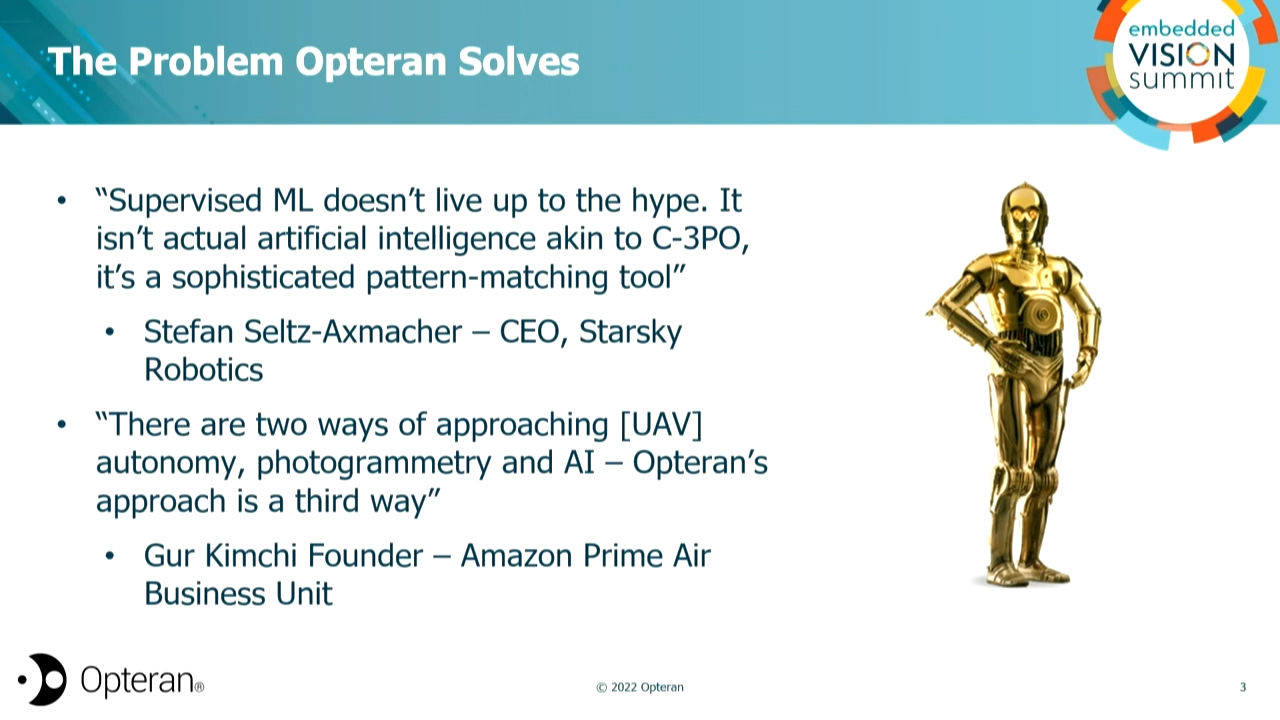 The Problem Opteran Solves
embedded
VISION
summit
• “Supervised ML doesn’t live up to the hype. It
isn’t actual artificial intelligence akin to C-3PO,
it’s a sophisticated pattern-matching tool”
• Stefan Seltz-Axmacher – CEO, Starsky
Robotics
• “There are two ways of approaching [UAV]
autonomy, photogrammetry and AI – Opteran’s
approach is a third way”
• Gur Kimchi Founder – Amazon Prime Air
Business Unit
Opteran®
© 2022 Opteran
3